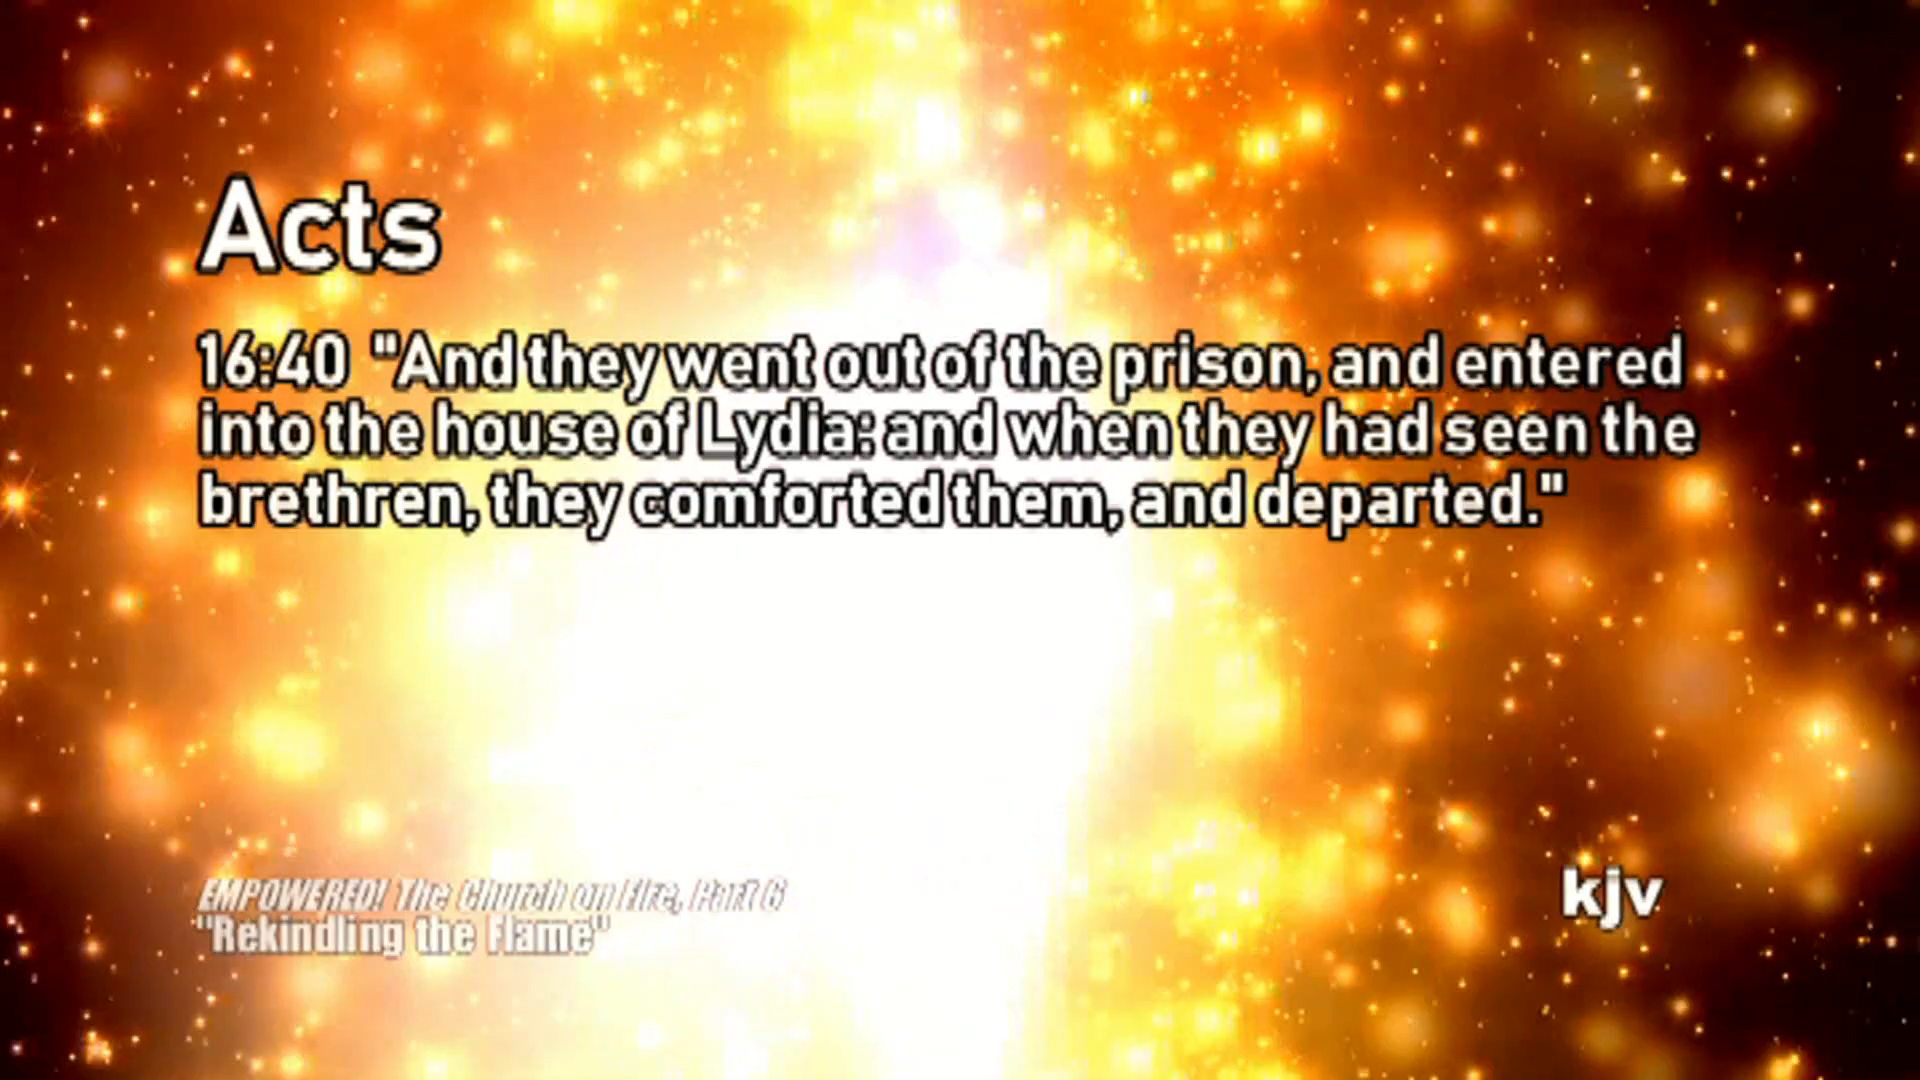 Acts
16:40 "And they went out of the prison, and entered
into the house of Lydia: and when they had seen the
brethren, they comforted them, and departed."
EMPOWERED! The Church on Fire, Part 6
"Rekindling the Flame"
kjv